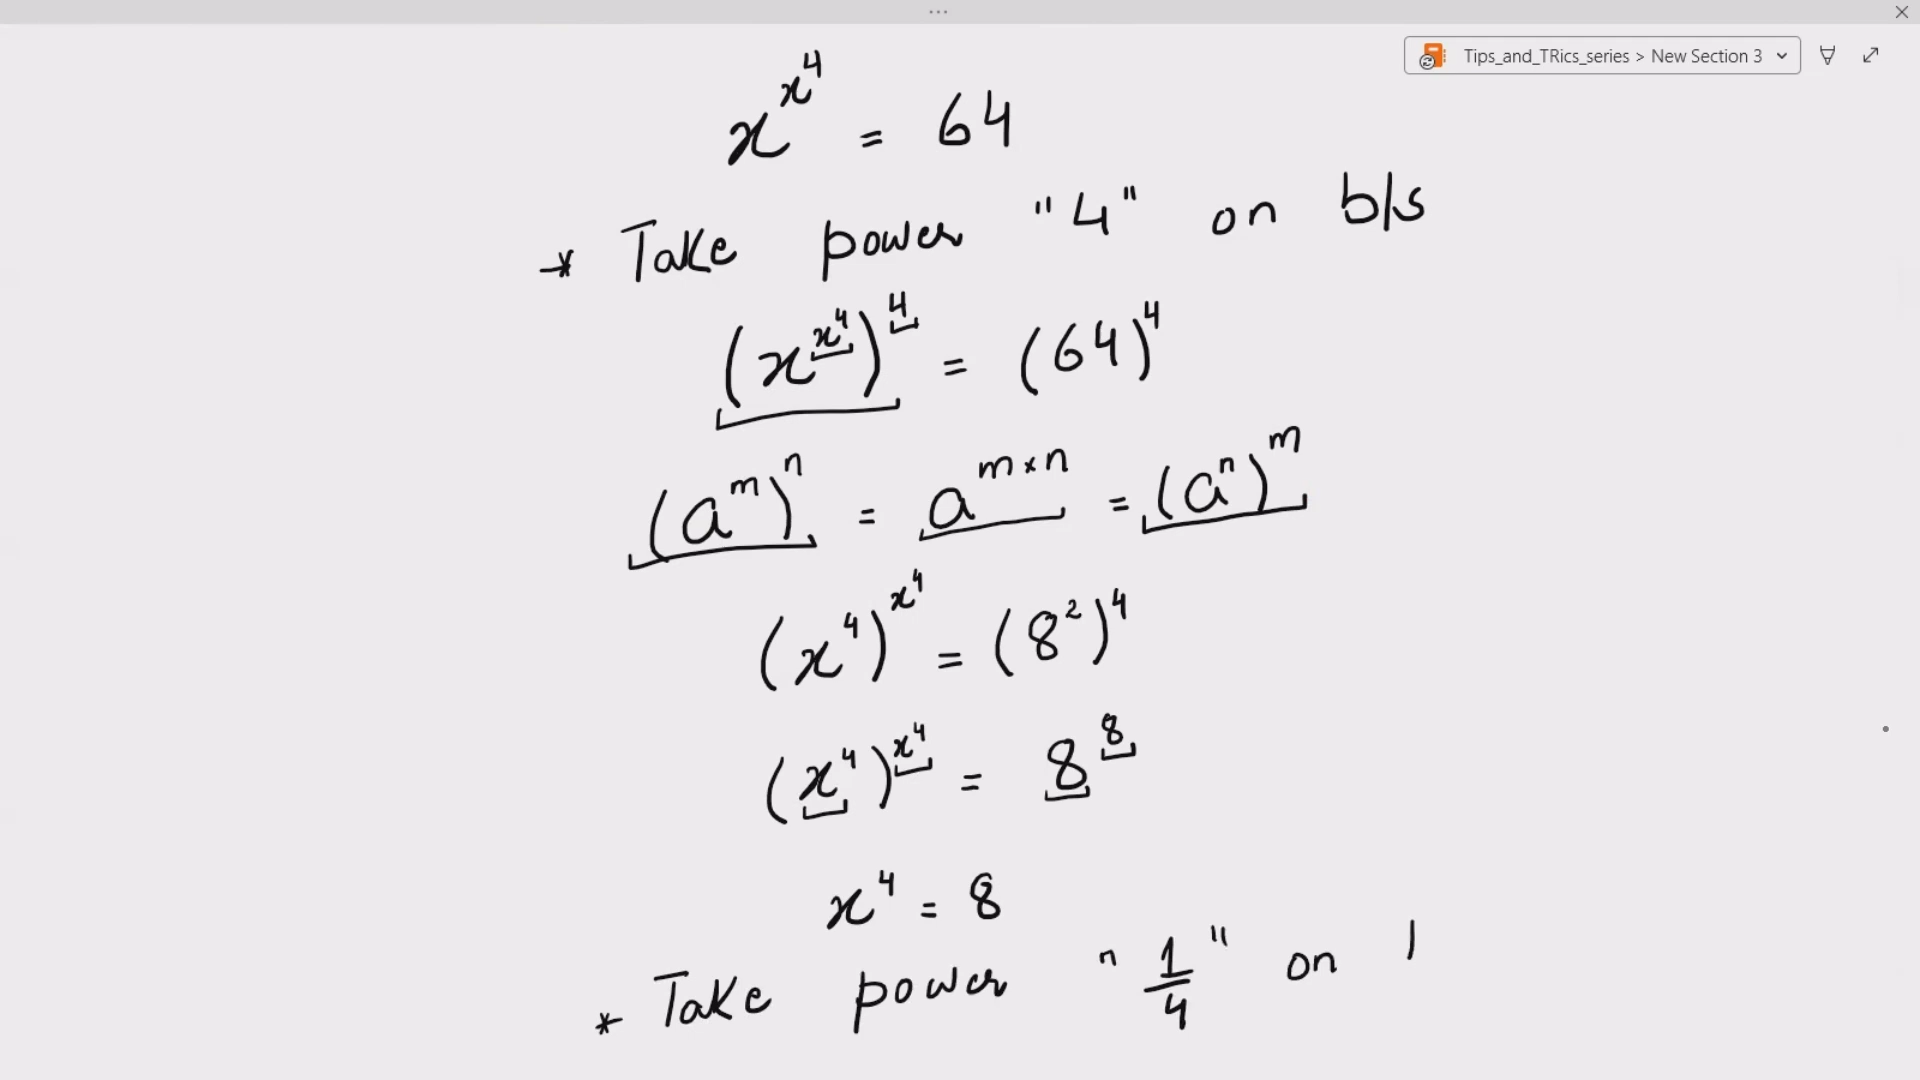 ...
Tips_and_TRics_series > New Section 3
x^{x^4} = 64
* Take power "4" on b/s
(x^{x^4})^4 = (64)^4
(a^m)^n = a^{m×n} = (a^n)^m
(x^4)^{x^4} = (8^2)^4
(x^4)^{x^4} = 8^8
x^4 = 8
* Take power "1/4" on